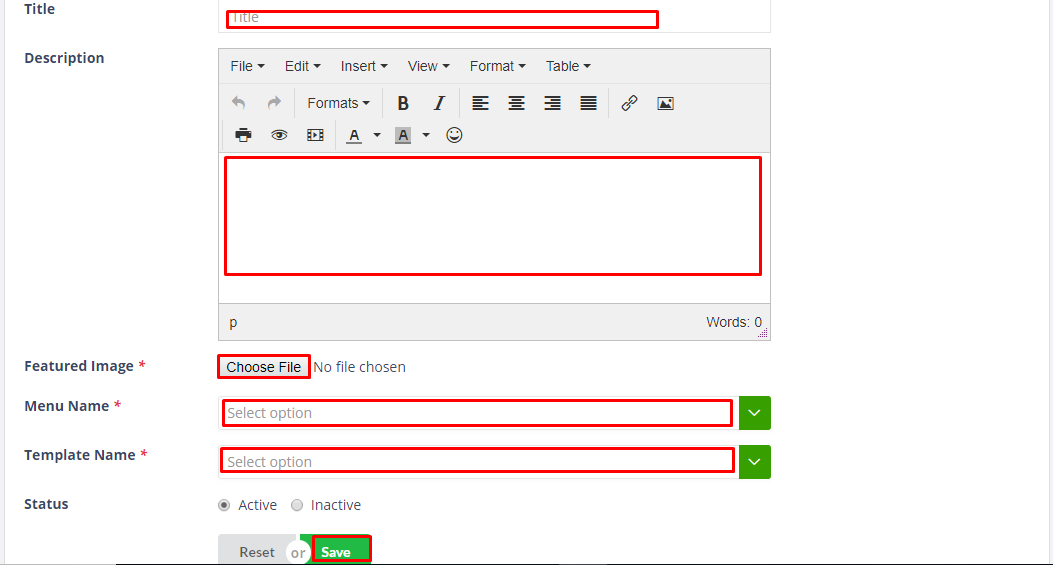 Title
Title
Description
File Edit Insert View Format Table
Formats B I
A A
p Words: 0
Featured Image * Choose File No file chosen
Menu Name * Select option
Template Name * Select option
Status Active Inactive
Reset or Save